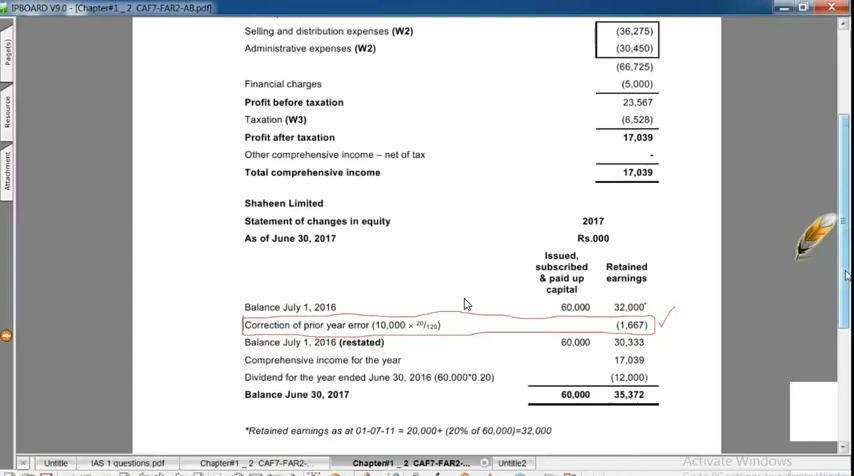 IPBOARD V9.0 - [Chapter#1 _ 2 CAF7-FAR2-AB.pdf]
Page(s)
Resource
Attachment
Selling and distribution expenses (W2) (36,275)
Administrative expenses (W2) (30,450)
(66,725)
Financial charges (5,000)
Profit before taxation 23,567
Taxation (W3) (6,528)
Profit after taxation 17,039
Other comprehensive income – net of tax -
Total comprehensive income 17,039
Shaheen Limited
Statement of changes in equity 2017
As of June 30, 2017 Rs.000
Issued, subscribed & paid up capital Retained earnings
Balance July 1, 2016 60,000 32,000*
Correction of prior year error (10,000 × 20/120) (1,667)
Balance July 1, 2016 (restated) 60,000 30,333
Comprehensive income for the year 17,039
Dividend for the year ended June 30, 2016 (60,000*0.20) (12,000)
Balance June 30, 2017 60,000 35,372
*Retained earnings as at 01-07-11 = 20,000+ (20% of 60,000)=32,000
Activate Windows
Untitle IAS 1 questions.pdf Chapter#1 _ 2 CAF7-FAR2-... Chapter#1 _ 2 CAF7-FAR2-... Untitle2